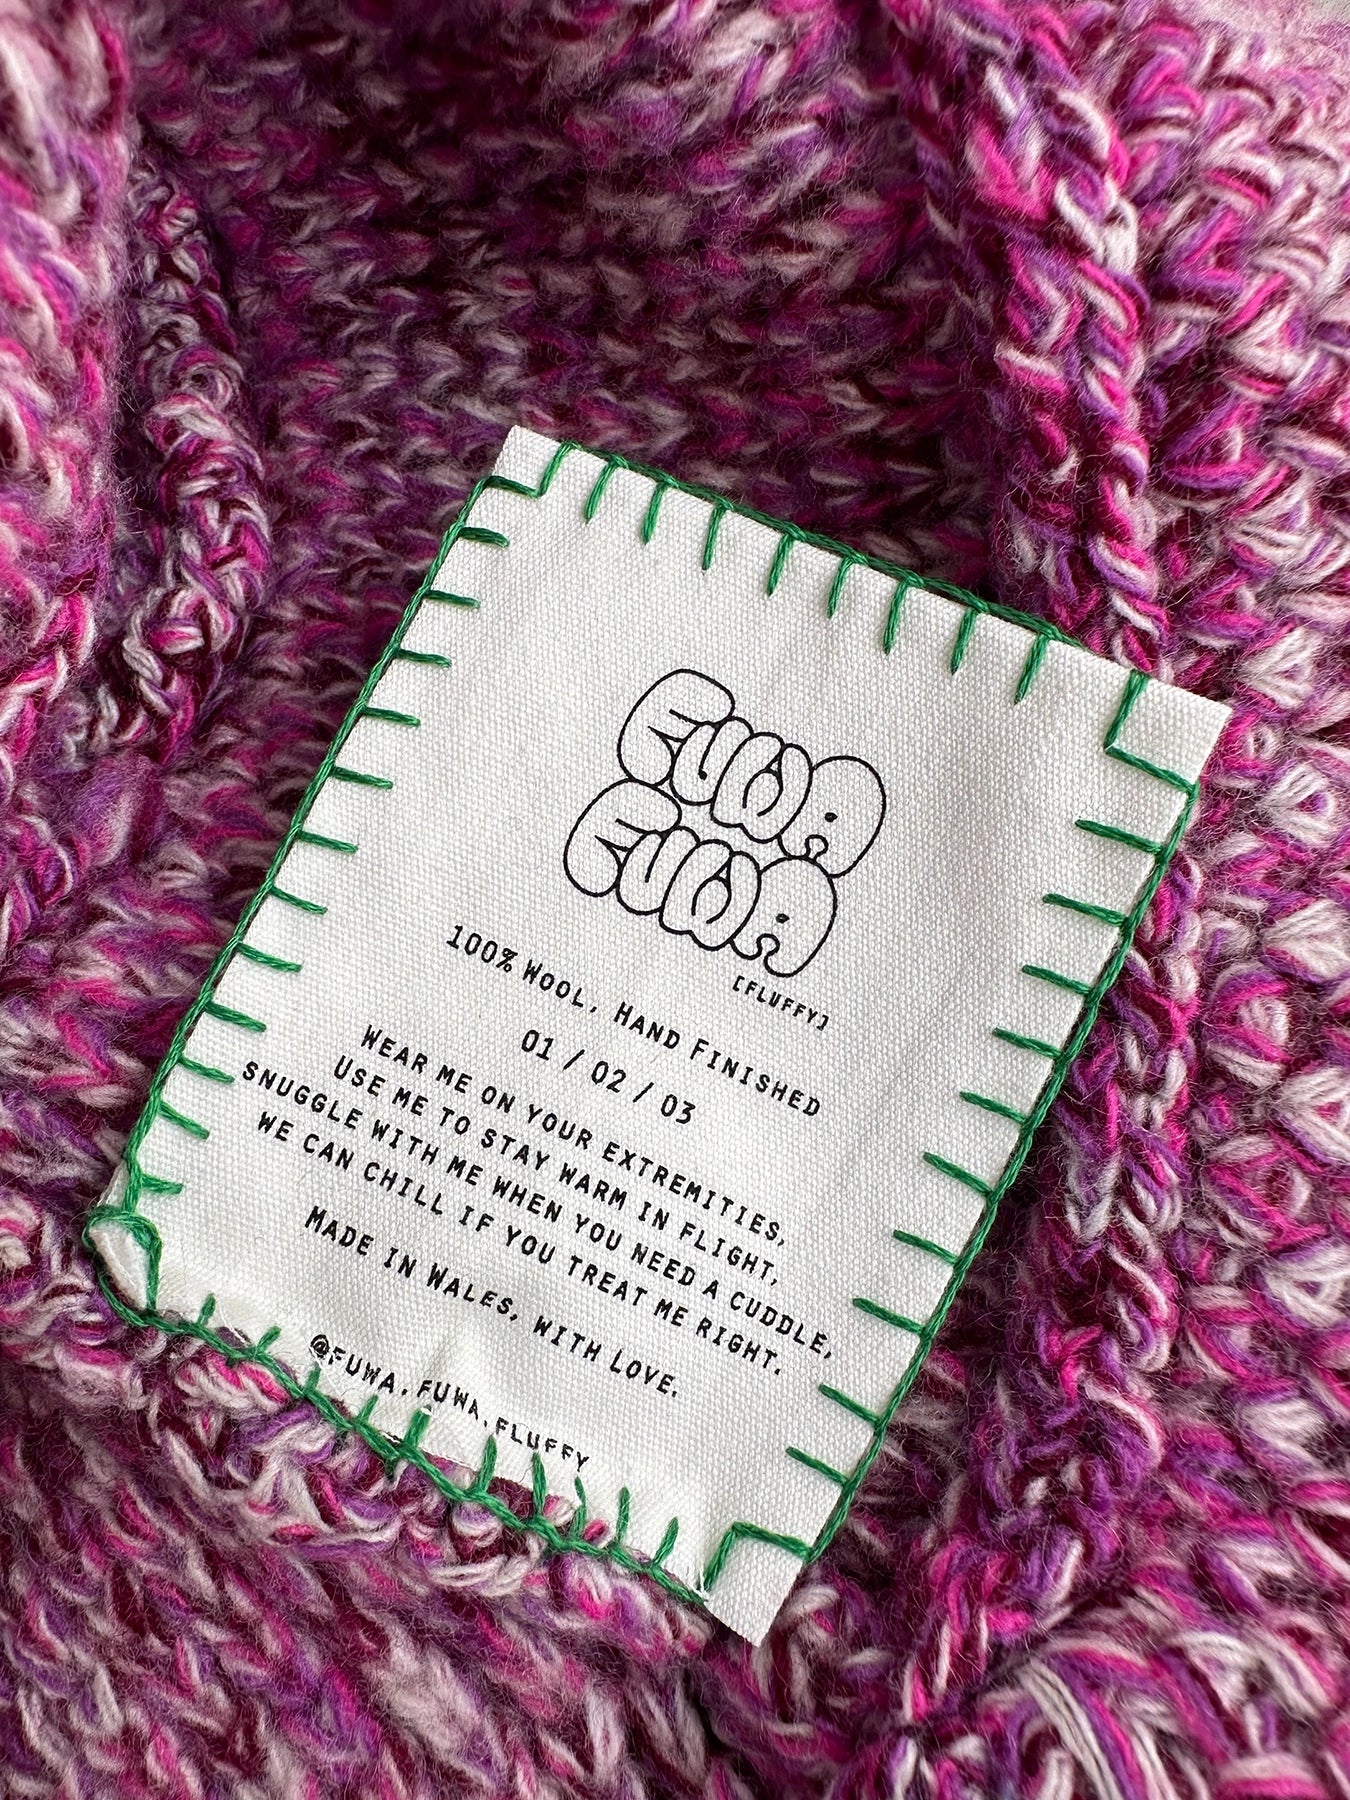 FUWA
FUWA
[FLUFFY]
100% WOOL, HAND FINISHED
01 / 02 / 03
WEAR ME ON YOUR EXTREMITIES,
USE ME TO STAY WARM IN FLIGHT,
SNUGGLE WITH ME WHEN YOU NEED A CUDDLE,
WE CAN CHILL IF YOU TREAT ME RIGHT.
MADE IN WALES, WITH LOVE.
@FUWA.FUWA.FLUFFY